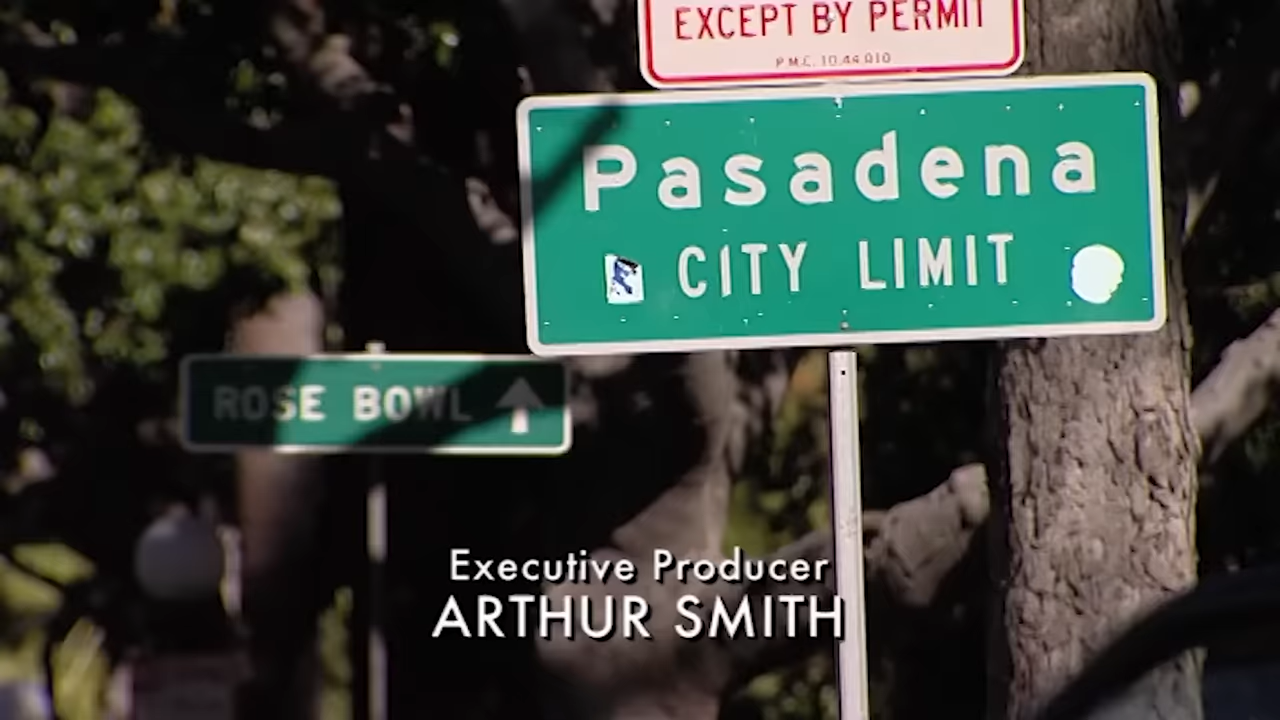 EXCEPT BY PERMIT
P.M.C. 10.44.010
Pasadena
CITY LIMIT
ROSE BOWL
Executive Producer
ARTHUR SMITH